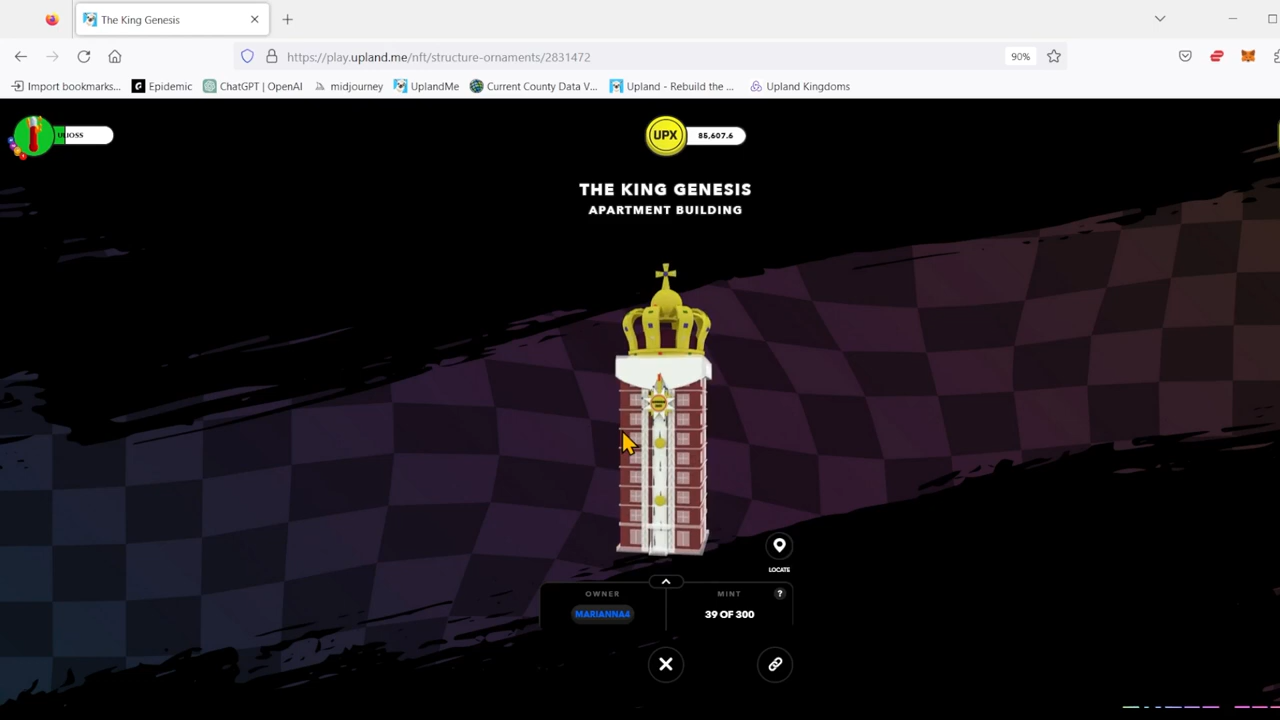 The King Genesis
https://play.upland.me/nft/structure-ornaments/2831472
90%
Import bookmarks...
Epidemic
ChatGPT | OpenAI
midjourney
UplandMe
Current County Data V...
Upland - Rebuild the ...
Upland Kingdoms
UPX
85,607.6
THE KING GENESIS
APARTMENT BUILDING
LOCATE
OWNER
MINT
?
MARIANNA4
39 OF 300